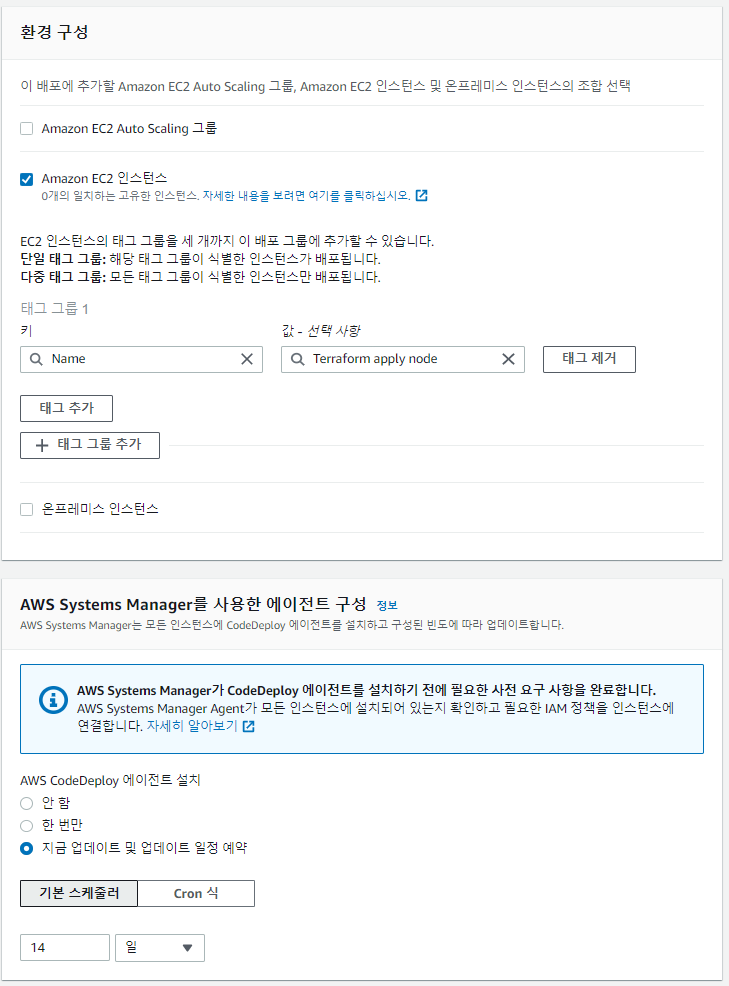 환경 구성
이 배포에 추가할 Amazon EC2 Auto Scaling 그룹, Amazon EC2 인스턴스 및 온프레미스 인스턴스의 조합 선택
Amazon EC2 Auto Scaling 그룹
Amazon EC2 인스턴스
0개의 일치하는 고유한 인스턴스. 자세한 내용을 보려면 여기를 클릭하십시오.
EC2 인스턴스의 태그 그룹을 세 개까지 이 배포 그룹에 추가할 수 있습니다.
단일 태그 그룹: 해당 태그 그룹이 식별한 인스턴스가 배포됩니다.
다중 태그 그룹: 모든 태그 그룹이 식별한 인스턴스만 배포됩니다.
태그 그룹 1
키 값 - 선택 사항
Name Terraform apply node 태그 제거
태그 추가
태그 그룹 추가
온프레미스 인스턴스
AWS Systems Manager를 사용한 에이전트 구성 정보
AWS Systems Manager는 모든 인스턴스에 CodeDeploy 에이전트를 설치하고 구성된 빈도에 따라 업데이트합니다.
AWS Systems Manager가 CodeDeploy 에이전트를 설치하기 전에 필요한 사전 요구 사항을 완료합니다.
AWS Systems Manager Agent가 모든 인스턴스에 설치되어 있는지 확인하고 필요한 IAM 정책을 인스턴스에
연결합니다. 자세히 알아보기
AWS CodeDeploy 에이전트 설치
안 함
한 번만
지금 업데이트 및 업데이트 일정 예약
기본 스케줄러 Cron 식
14 일